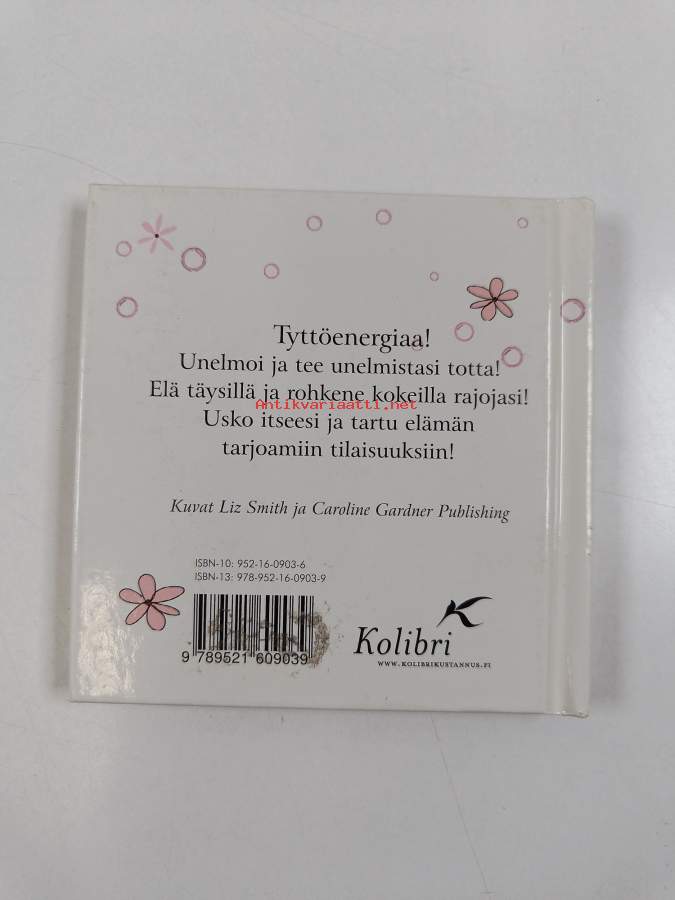 Tyttöenergiaa!
Unelmoi ja tee unelmistasi totta!
Elä täysillä ja rohkene kokeilla rajojasi!
Antikvariaatti.net
Usko itseesi ja tartu elämän
tarjoamiin tilaisuuksiin!
Kuvat Liz Smith ja Caroline Gardner Publishing
ISBN-10: 952-16-0903-6
ISBN-13: 978-952-16-0903-9
9 789521 609039
Kolibri
WWW.KOLIBRIKUSTANNUS.FI